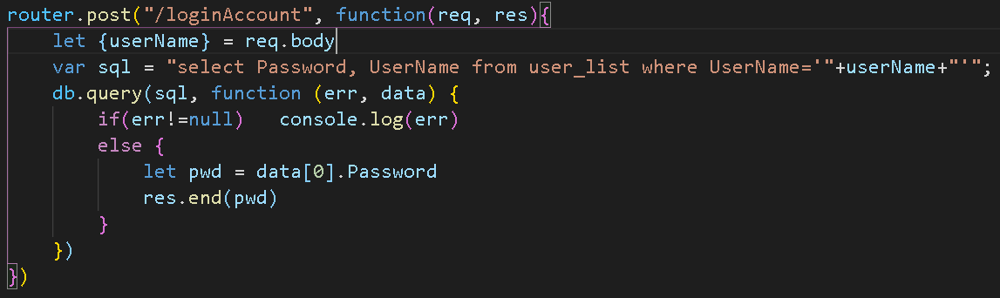 router.post("/loginAccount", function(req, res){
    let {userName} = req.body
    var sql = "select Password, UserName from user_list where UserName='"+userName+"'";
    db.query(sql, function (err, data) {
        if(err!=null)   console.log(err)
        else {
            let pwd = data[0].Password
            res.end(pwd)
        }
    })
})